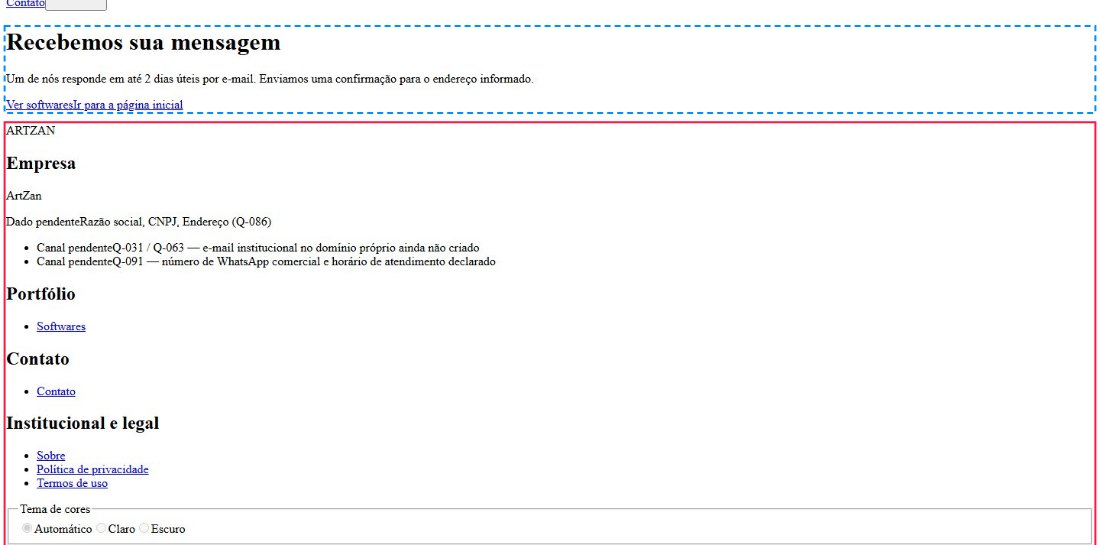 Contato
Recebemos sua mensagem
Um de nós responde em até 2 dias úteis por e-mail. Enviamos uma confirmação para o endereço informado.
Ver softwaresIr para a página inicial
ARTZAN
Empresa
ArtZan
Dado pendenteRazão social, CNPJ, Endereço (Q-086)
Canal pendenteQ-031 / Q-063 — e-mail institucional no domínio próprio ainda não criado
Canal pendenteQ-091 — número de WhatsApp comercial e horário de atendimento declarado
Portfólio
Softwares
Contato
Contato
Institucional e legal
Sobre
Política de privacidade
Termos de uso
Tema de cores
Automático Claro Escuro